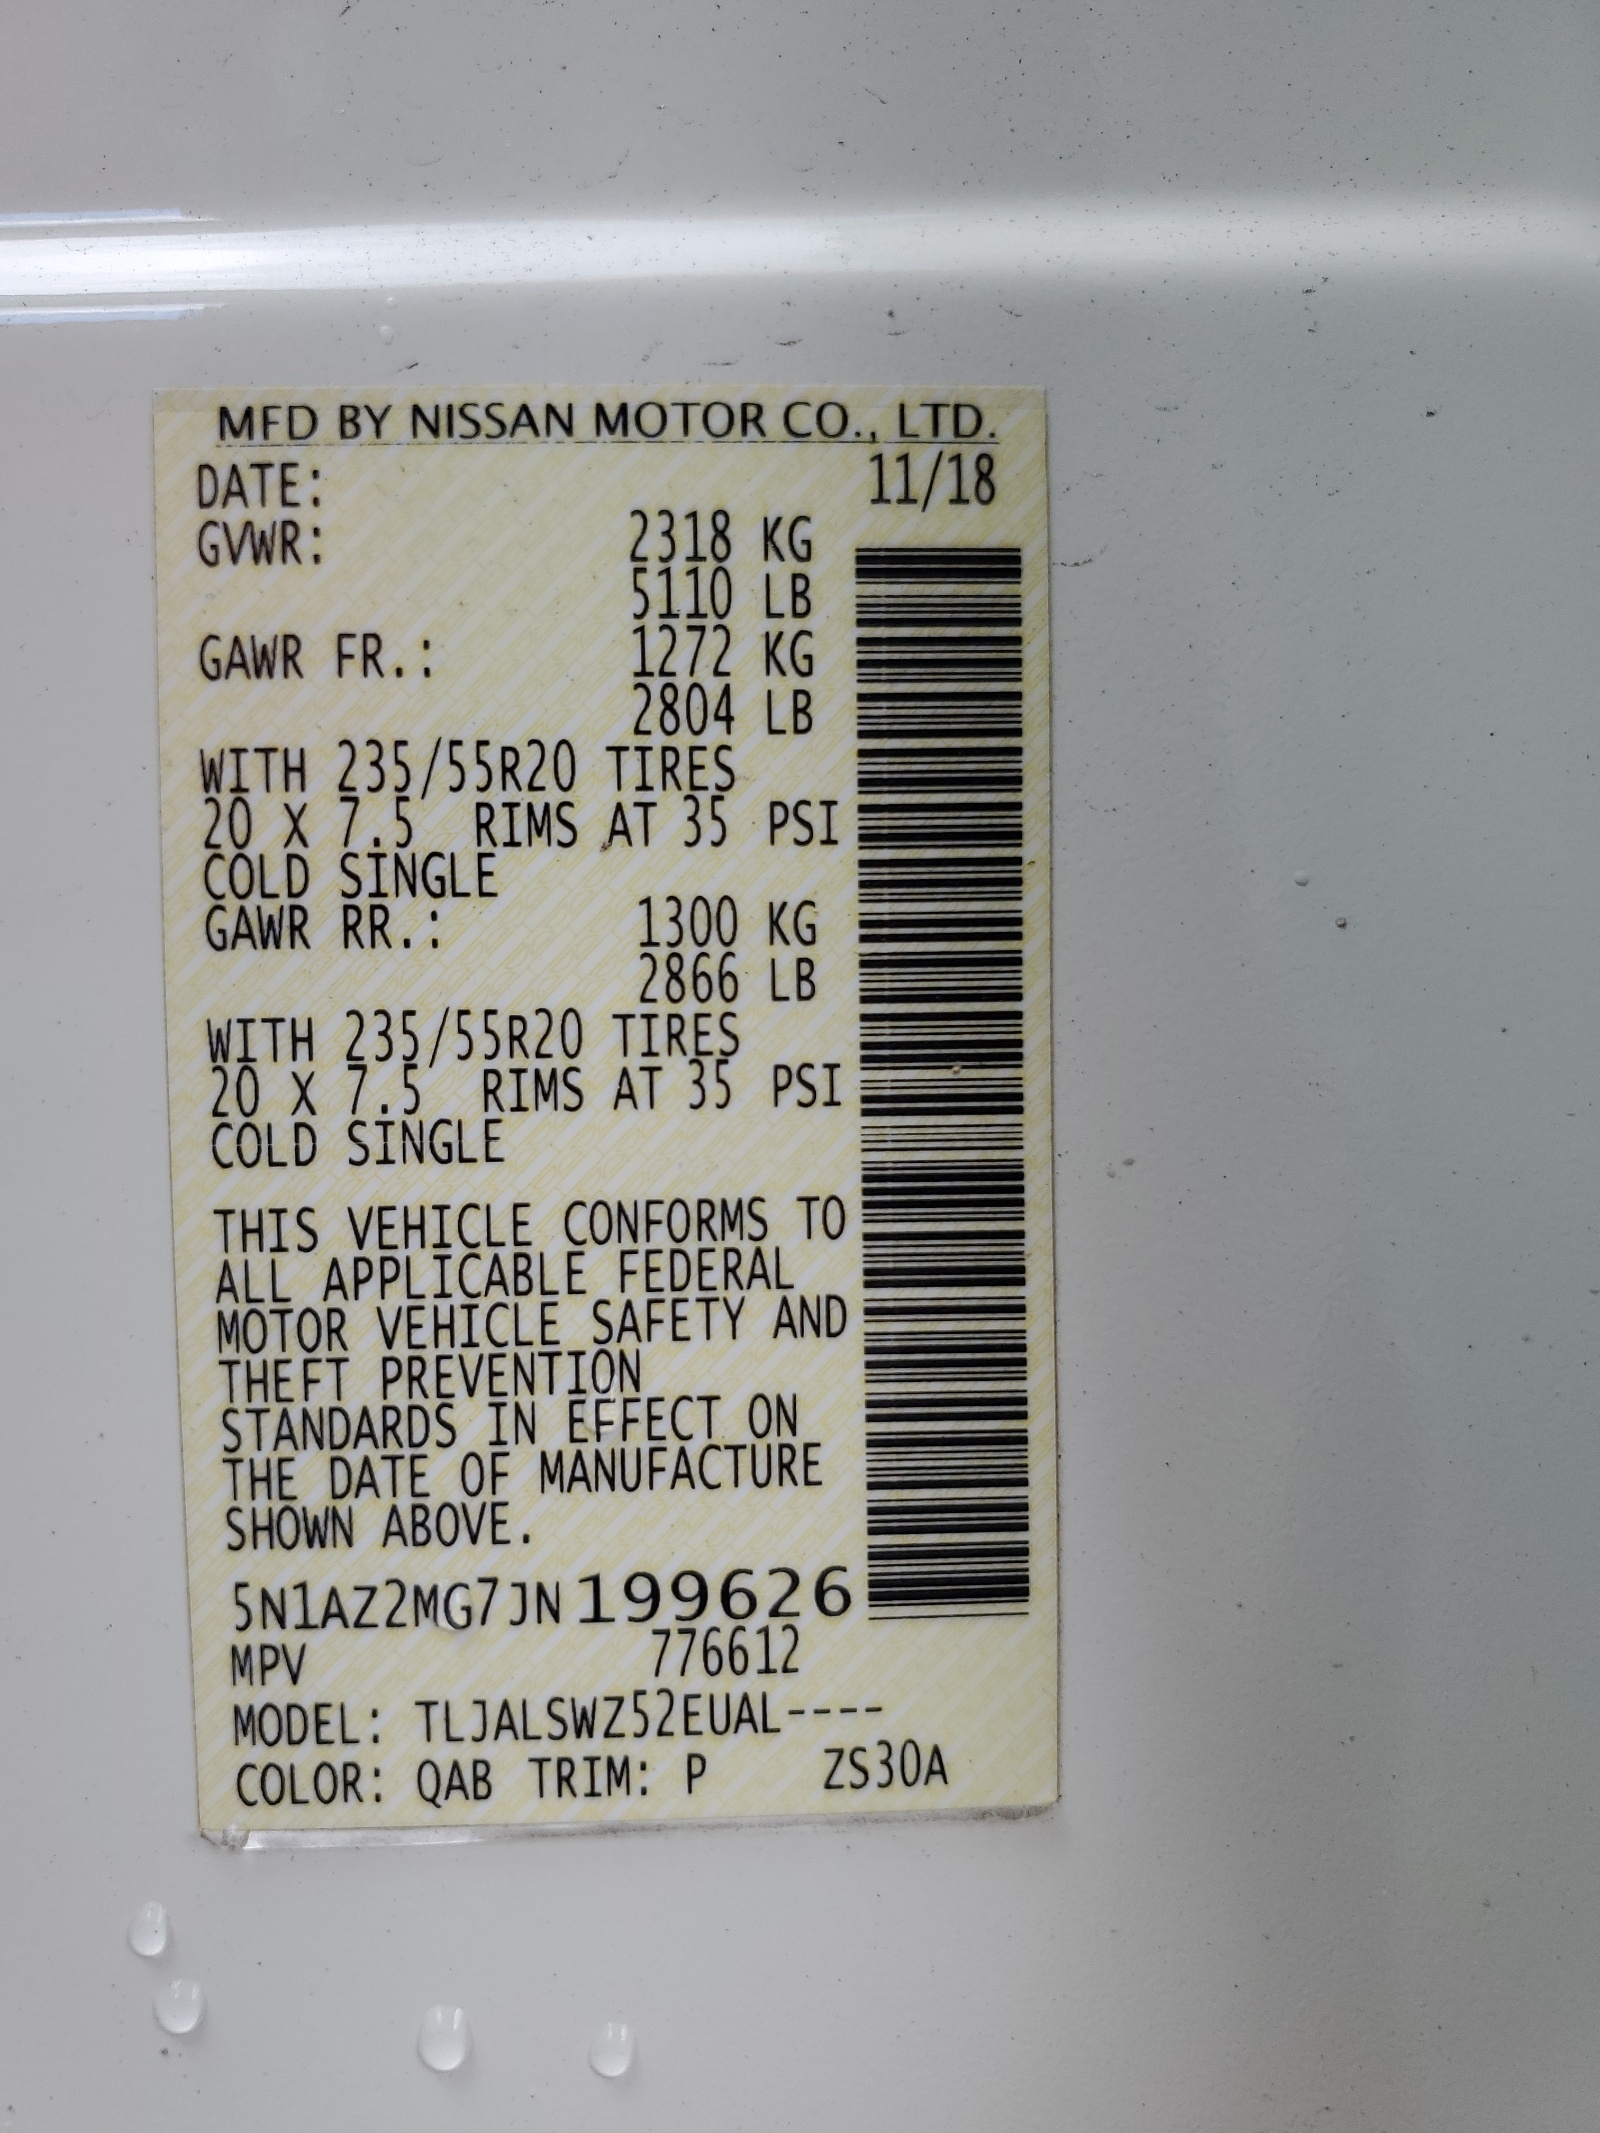 MFD BY NISSAN MOTOR CO., LTD.
DATE: 11/18
GVWR: 2318 KG
5110 LB
GAWR FR.: 1272 KG
2804 LB
WITH 235/55R20 TIRES
20 X 7.5 RIMS AT 35 PSI
COLD SINGLE
GAWR RR.: 1300 KG
2866 LB
WITH 235/55R20 TIRES
20 X 7.5 RIMS AT 35 PSI
COLD SINGLE
THIS VEHICLE CONFORMS TO
ALL APPLICABLE FEDERAL
MOTOR VEHICLE SAFETY AND
THEFT PREVENTION
STANDARDS IN EFFECT ON
THE DATE OF MANUFACTURE
SHOWN ABOVE.
5N1AZ2MG7JN199626
MPV 776612
MODEL: TLJALSWZ52EUAL----
COLOR: QAB TRIM: P ZS30A